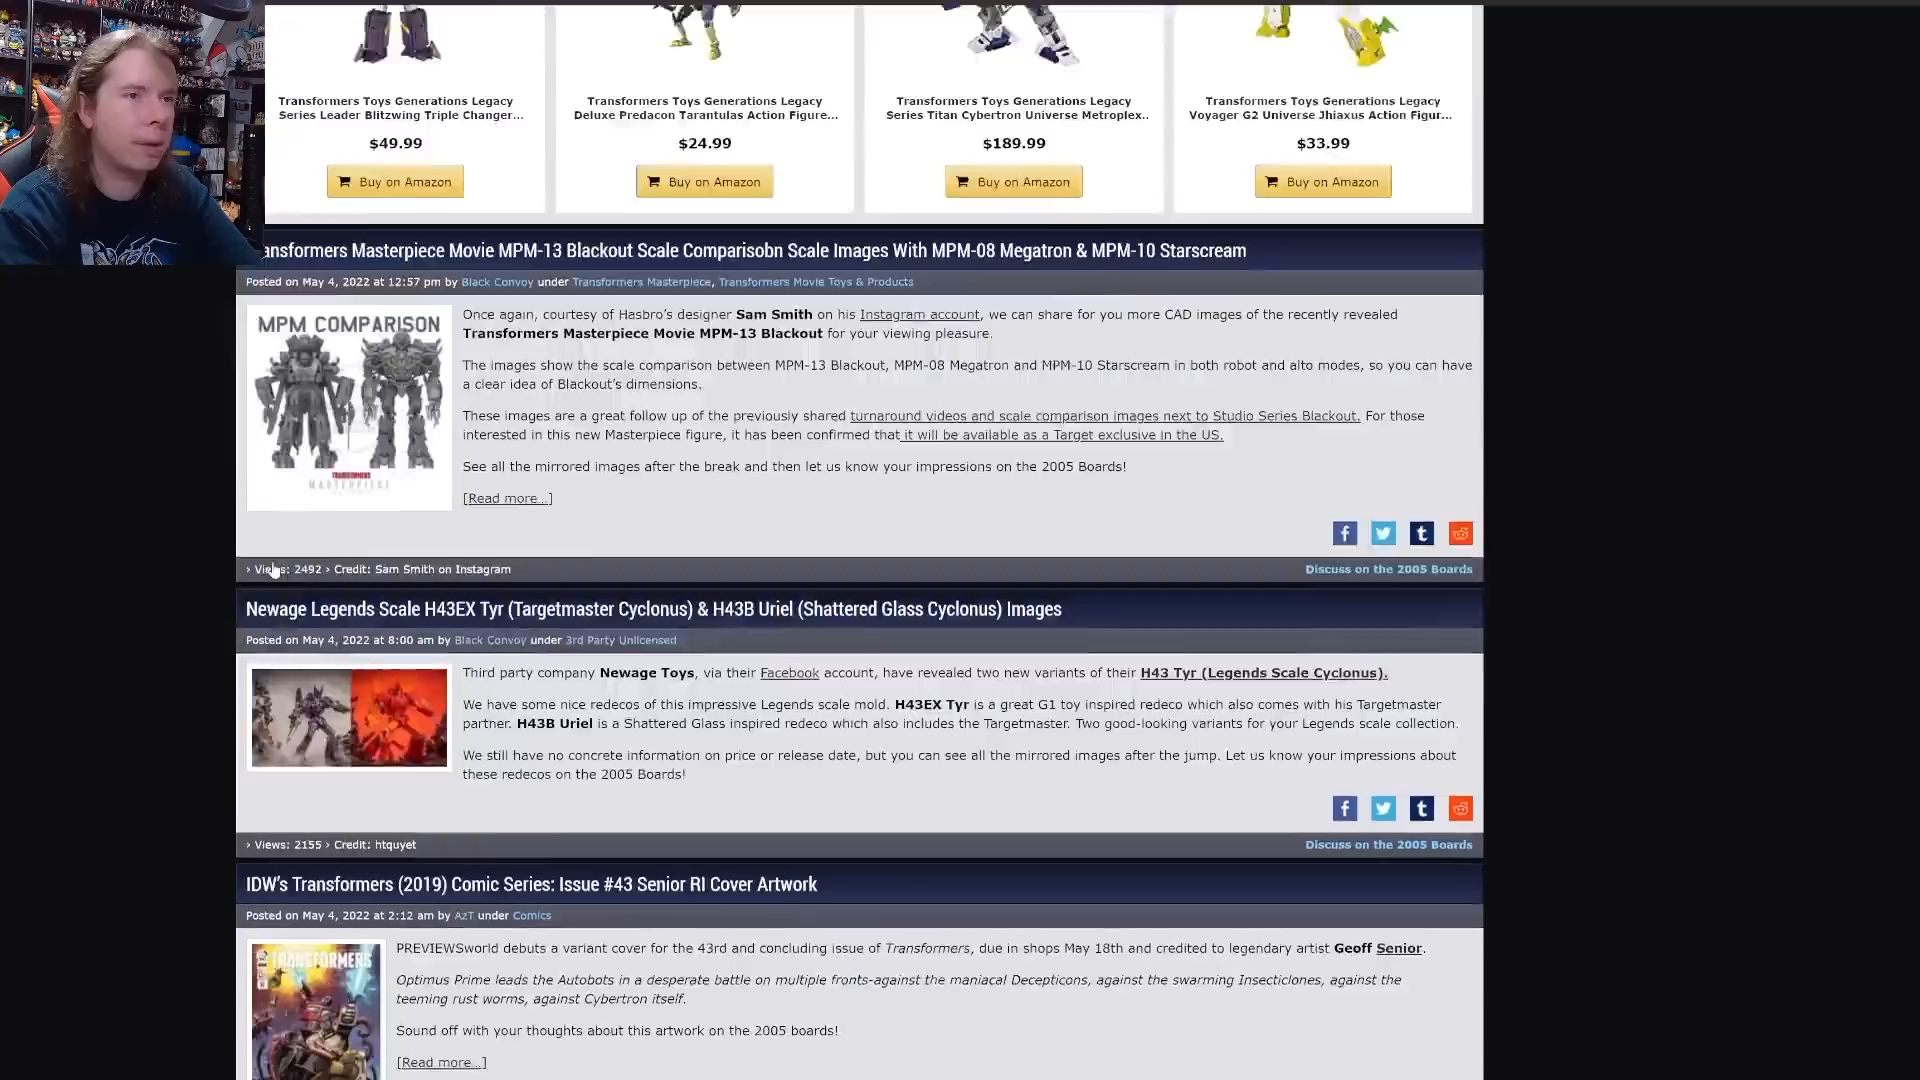 Transformers Toys Generations Legacy
Series Leader Blitzwing Triple Changer...
$49.99
Buy on Amazon
Transformers Toys Generations Legacy
Deluxe Predacon Tarantulas Action Figure...
$24.99
Buy on Amazon
Transformers Toys Generations Legacy
Series Titan Cybertron Universe Metroplex..
$189.99
Buy on Amazon
Transformers Toys Generations Legacy
Voyager G2 Universe Jhiaxus Action Figur...
$33.99
Buy on Amazon
ansformers Masterpiece Movie MPM-13 Blackout Scale Comparisobn Scale Images With MPM-08 Megatron & MPM-10 Starscream
Posted on May 4, 2022 at 12:57 pm by Black Convoy under Transformers Masterpiece, Transformers Movie Toys & Products
MPM COMPARISON
TRANSFORMERS
MASTERPIECE
Once again, courtesy of Hasbro's designer Sam Smith on his Instagram account, we can share for you more CAD images of the recently revealed
Transformers Masterpiece Movie MPM-13 Blackout for your viewing pleasure.
The images show the scale comparison between MPM-13 Blackout, MPM-08 Megatron and MPM-10 Starscream in both robot and alto modes, so you can have
a clear idea of Blackout's dimensions.
These images are a great follow up of the previously shared turnaround videos and scale comparison images next to Studio Series Blackout. For those
interested in this new Masterpiece figure, it has been confirmed that it will be available as a Target exclusive in the US.
See all the mirrored images after the break and then let us know your impressions on the 2005 Boards!
[Read more...]
f t
› Views: 2492 › Credit: Sam Smith on Instagram
Discuss on the 2005 Boards
Newage Legends Scale H43EX Tyr (Targetmaster Cyclonus) & H43B Uriel (Shattered Glass Cyclonus) Images
Posted on May 4, 2022 at 8:00 am by Black Convoy under 3rd Party Unlicensed
Third party company Newage Toys, via their Facebook account, have revealed two new variants of their H43 Tyr (Legends Scale Cyclonus).
We have some nice redecos of this impressive Legends scale mold. H43EX Tyr is a great G1 toy inspired redeco which also comes with his Targetmaster
partner. H43B Uriel is a Shattered Glass inspired redeco which also includes the Targetmaster. Two good-looking variants for your Legends scale collection.
We still have no concrete information on price or release date, but you can see all the mirrored images after the jump. Let us know your impressions about
these redecos on the 2005 Boards!
f t
› Views: 2155 › Credit: htquyet
Discuss on the 2005 Boards
IDW's Transformers (2019) Comic Series: Issue #43 Senior RI Cover Artwork
Posted on May 4, 2022 at 2:12 am by AzT under Comics
TRANSFORMERS
PREVIEWSworld debuts a variant cover for the 43rd and concluding issue of Transformers, due in shops May 18th and credited to legendary artist Geoff Senior.
Optimus Prime leads the Autobots in a desperate battle on multiple fronts-against the maniacal Decepticons, against the swarming Insecticlones, against the
teeming rust worms, against Cybertron itself.
Sound off with your thoughts about this artwork on the 2005 boards!
[Read more...]